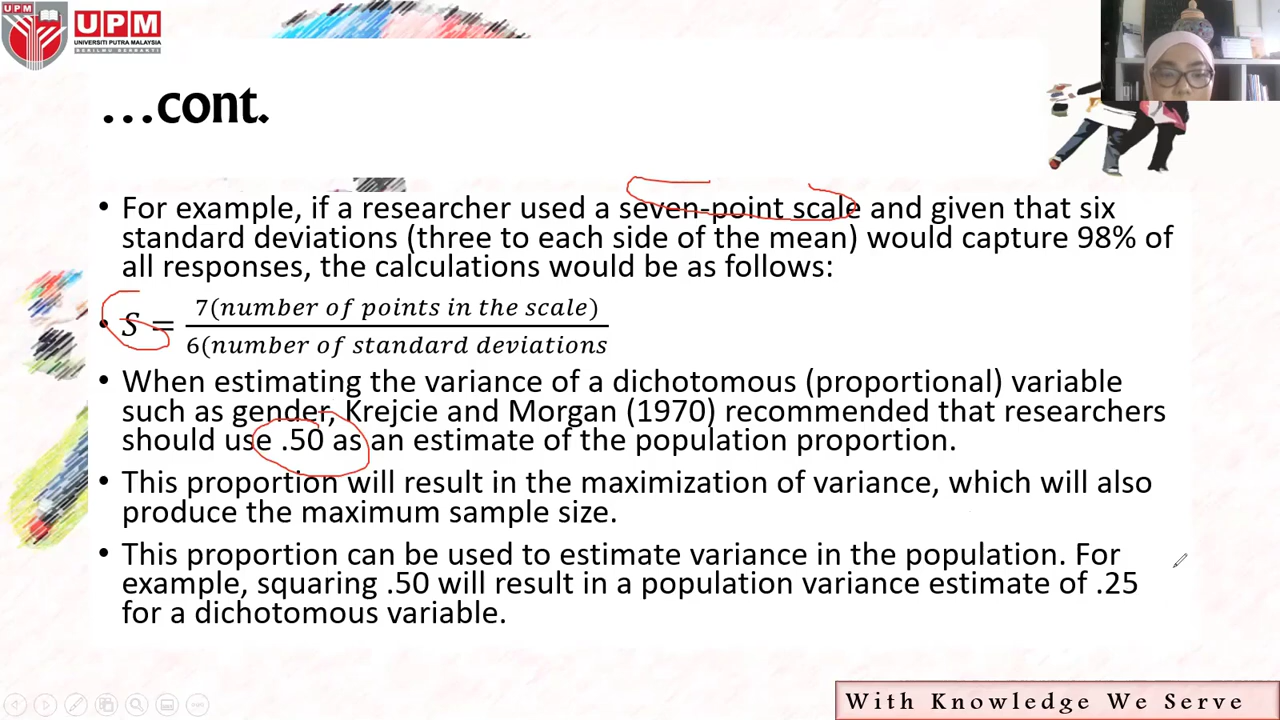 UPM
UPM
UNIVERSITI PUTRA MALAYSIA
BERILMU BERBAKTI
...cont.
• For example, if a researcher used a seven-point scale and given that six
standard deviations (three to each side of the mean) would capture 98% of
all responses, the calculations would be as follows:
• S = 7(number of points in the scale)
6(number of standard deviations
• When estimating the variance of a dichotomous (proportional) variable
such as gender, Krejcie and Morgan (1970) recommended that researchers
should use .50 as an estimate of the population proportion.
• This proportion will result in the maximization of variance, which will also
produce the maximum sample size.
• This proportion can be used to estimate variance in the population. For
example, squaring .50 will result in a population variance estimate of .25
for a dichotomous variable.
With Knowledge We Serve